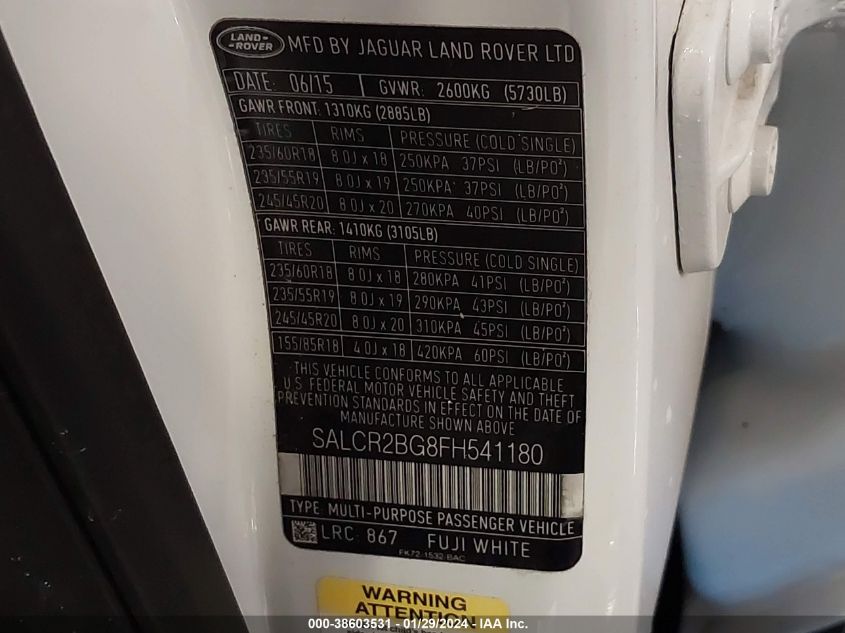 LAND-ROVER MFD BY JAGUAR LAND ROVER LTD
DATE: 06/15 GVWR: 2600KG (5730LB)
GAWR FRONT: 1310KG (2885LB)
TIRES RIMS PRESSURE (COLD SINGLE)
235/60R18 8.0J x 18 250KPA 37PSI (LB/PO²)
235/55R19 8.0J x 19 250KPA 37PSI (LB/PO²)
245/45R20 8.0J x 20 270KPA 40PSI (LB/PO²)
GAWR REAR: 1410KG (3105LB)
TIRES RIMS PRESSURE (COLD SINGLE)
235/60R18 8.0J x 18 280KPA 41PSI (LB/PO²)
235/55R19 8.0J x 19 290KPA 43PSI (LB/PO²)
245/45R20 8.0J x 20 310KPA 45PSI (LB/PO²)
155/85R18 4.0J x 18 420KPA 60PSI (LB/PO²)
THIS VEHICLE CONFORMS TO ALL APPLICABLE
U S FEDERAL MOTOR VEHICLE SAFETY AND THEFT
PREVENTION STANDARDS IN EFFECT ON THE DATE OF
MANUFACTURE SHOWN ABOVE
SALCR2BG8FH541180
TYPE: MULTI-PURPOSE PASSENGER VEHICLE
LRC: 867 FUJI WHITE
FK72-1532-BAC
WARNING
ATTENTION
000-38603531 - 01/29/2024 - IAA Inc.